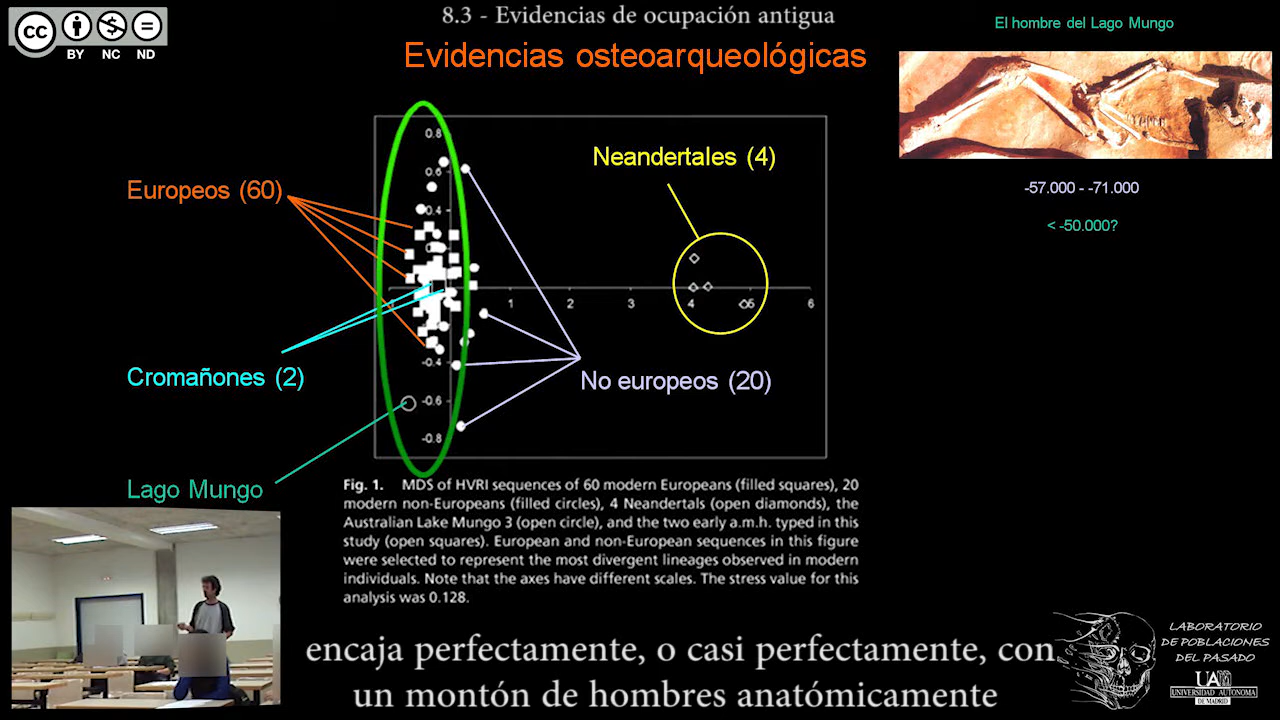 8.3 - Evidencias de ocupación antigua
Evidencias osteoarqueológicas
El hombre del Lago Mungo
-57.000 - -71.000
< -50.000?
cc
BY NC ND
Europeos (60)
Cromañones (2)
Lago Mungo
Neandertales (4)
No europeos (20)
0.8
0.6
0.4
-0.4
-0.6
-0.8
1
2
3
4
5
6
Fig. 1. MDS of HVRI sequences of 60 modern Europeans (filled squares), 20
modern non-Europeans (filled circles), 4 Neandertals (open diamonds), the
Australian Lake Mungo 3 (open circle), and the two early a.m.h. typed in this
study (open squares). European and non-European sequences in this figure
were selected to represent the most divergent lineages observed in modern
individuals. Note that the axes have different scales. The stress value for this
analysis was 0.128.
encaja perfectamente, o casi perfectamente, con
un montón de hombres anatómicamente
LABORATORIO
DE POBLACIONES
DEL PASADO
UAM
UNIVERSIDAD AUTONOMA
DE MADRID